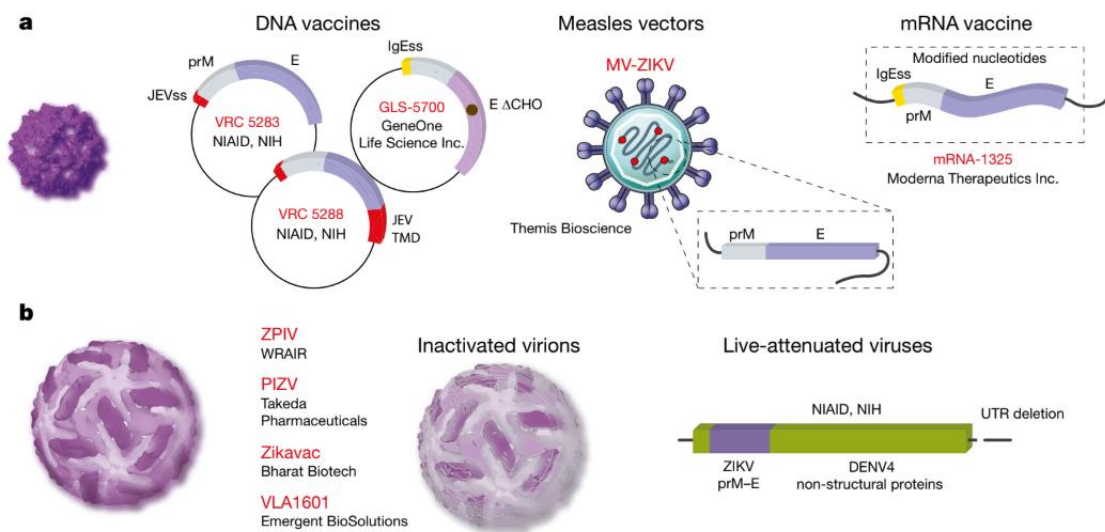 a
DNA vaccines
Measles vectors
mRNA vaccine
prM
E
JEVss
VRC 5283
NIAID, NIH
IgEss
GLS-5700
GeneOne
Life Science Inc.
E ΔCHO
VRC 5288
NIAID, NIH
JEV
TMD
MV-ZIKV
Themis Bioscience
prM
E
Modified nucleotides
IgEss
E
prM
mRNA-1325
Moderna Therapeutics Inc.
b
ZPIV
WRAIR
PIZV
Takeda
Pharmaceuticals
Zikavac
Bharat Biotech
VLA1601
Emergent BioSolutions
Inactivated virions
Live-attenuated viruses
NIAID, NIH
UTR deletion
ZIKV
prM–E
DENV4
non-structural proteins